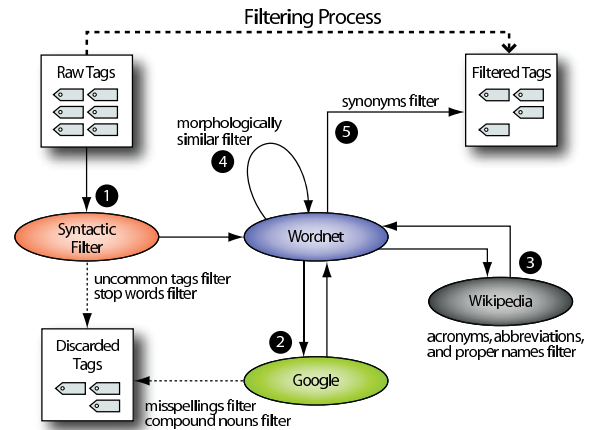 Filtering Process
Raw Tags
Filtered Tags
synonyms filter
5
morphologically
similar filter
4
1
Syntactic
Filter
Wordnet
3
Wikipedia
uncommon tags filter
stop words filter
acronyms, abbreviations,
and proper names filter
2
Discarded
Tags
Google
misspellings filter
compound nouns filter